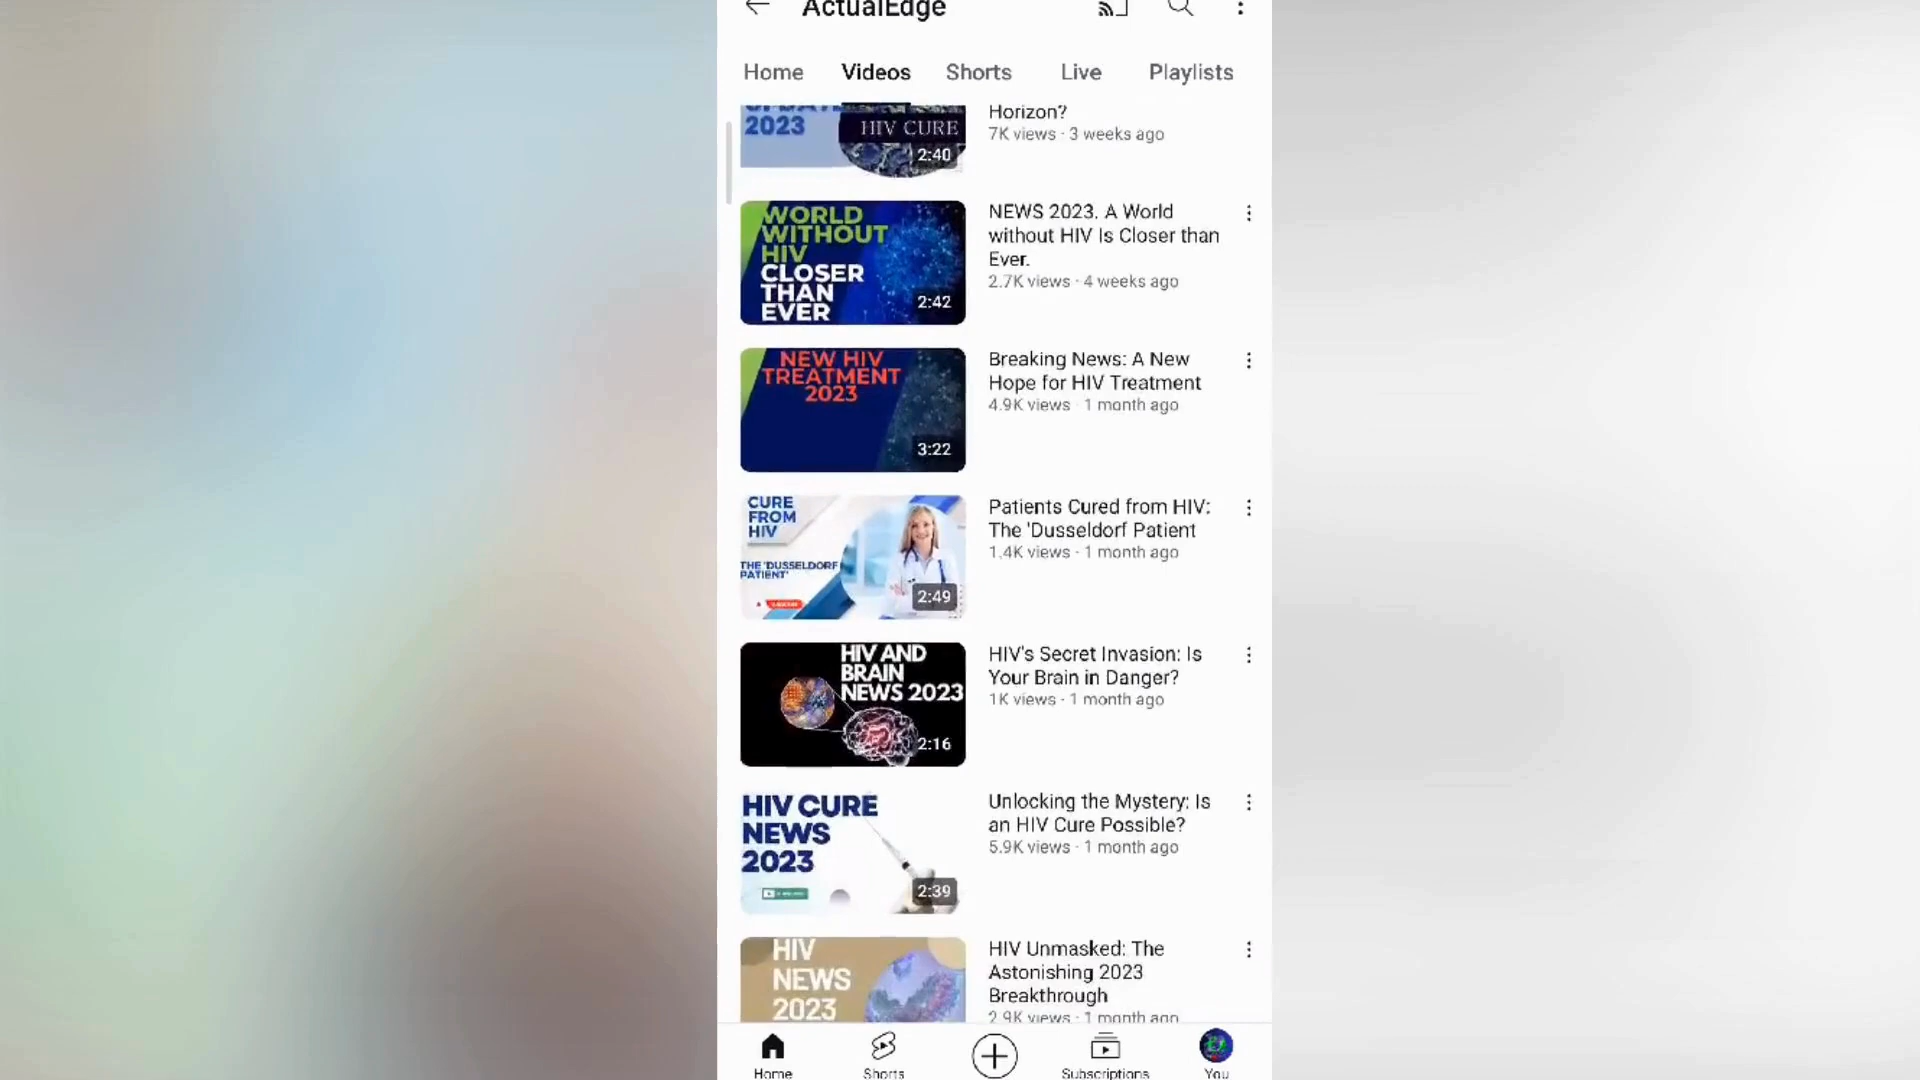 ActualEdge
Home Videos Shorts Live Playlists
2023
HIV CURE
2:40
Horizon?
7K views · 3 weeks ago
WORLD
WITHOUT
HIV
CLOSER
THAN
EVER
2:42
NEWS 2023. A World
without HIV Is Closer than
Ever.
2.7K views · 4 weeks ago
NEW HIV
TREATMENT
2023
3:22
Breaking News: A New
Hope for HIV Treatment
4.9K views · 1 month ago
CURE
FROM
HIV
THE 'DUSSELDORF
PATIENT'
2:49
Patients Cured from HIV:
The 'Dusseldorf Patient
1.4K views · 1 month ago
HIV AND
BRAIN
NEWS 2023
2:16
HIV's Secret Invasion: Is
Your Brain in Danger?
1K views · 1 month ago
HIV CURE
NEWS
2023
2:39
Unlocking the Mystery: Is
an HIV Cure Possible?
5.9K views · 1 month ago
HIV
NEWS
2023
HIV Unmasked: The
Astonishing 2023
Breakthrough
2.9K views · 1 month ago
Home Shorts Subscriptions You